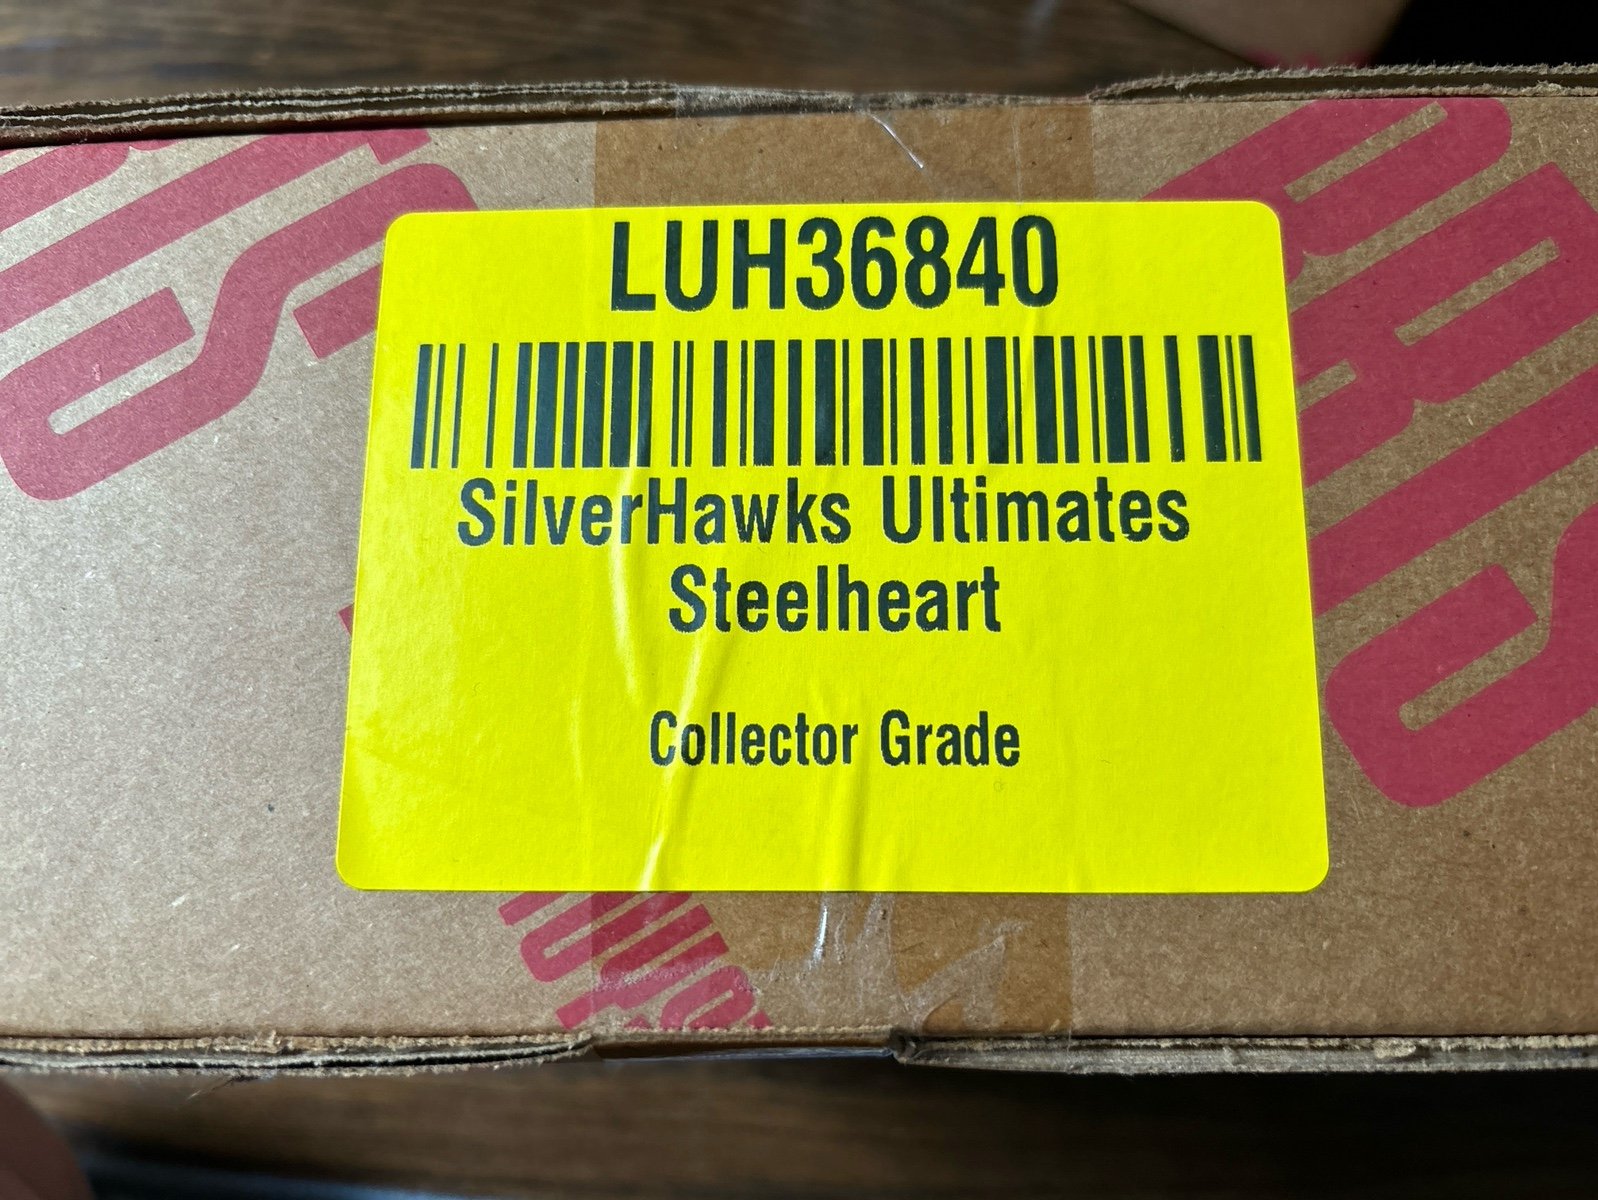 LUH36840
SilverHawks Ultimates
Steelheart
Collector Grade